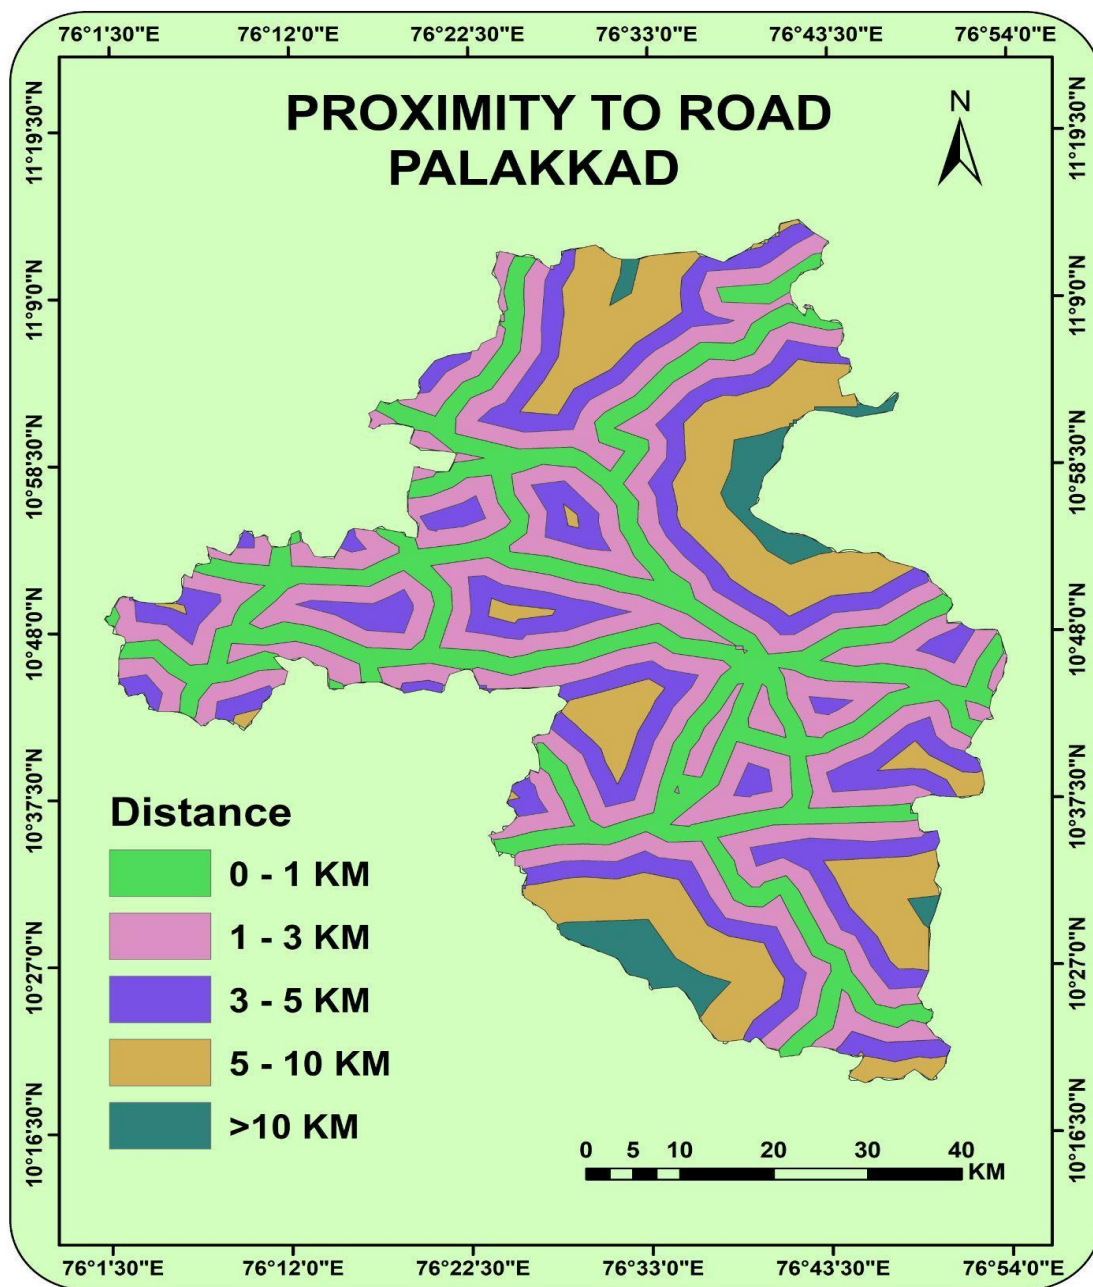 76°1'30"E 76°12'0"E 76°22'30"E 76°33'0"E 76°43'30"E 76°54'0"E
PROXIMITY TO ROAD
PALAKKAD
N
11°19'30"N
11°19'30"N
11°9'0"N
11°9'0"N
10°58'30"N
10°58'30"N
10°48'0"N
10°48'0"N
10°37'30"N
10°37'30"N
10°27'0"N
10°27'0"N
10°16'30"N
10°16'30"N
Distance
0 - 1 KM
1 - 3 KM
3 - 5 KM
5 - 10 KM
>10 KM
0 5 10 20 30 40
KM
76°1'30"E 76°12'0"E 76°22'30"E 76°33'0"E 76°43'30"E 76°54'0"E